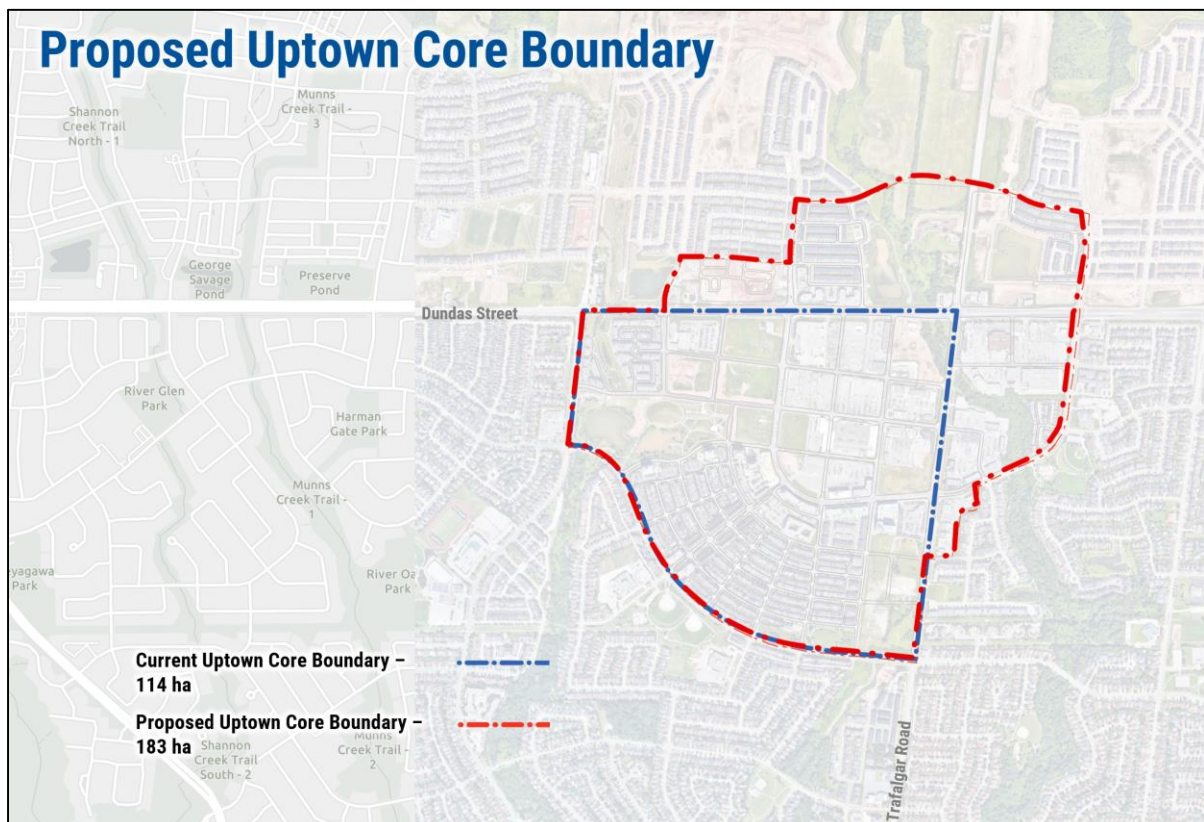 Proposed Uptown Core Boundary
Munns
Creek Trail -
3
Shannon
Creek Trail
North - 1
George
Savage
Pond
Preserve
Pond
Dundas Street
River Glen
Park
Harman
Gate Park
Munns
Creek Trail -
1
eyagawa
Park
River Oa
Park
Current Uptown Core Boundary –
114 ha
Proposed Uptown Core Boundary –
183 ha
Shannon
Creek Trail
South - 2
Munns
Creek Trail -
2
Trafalgar Road